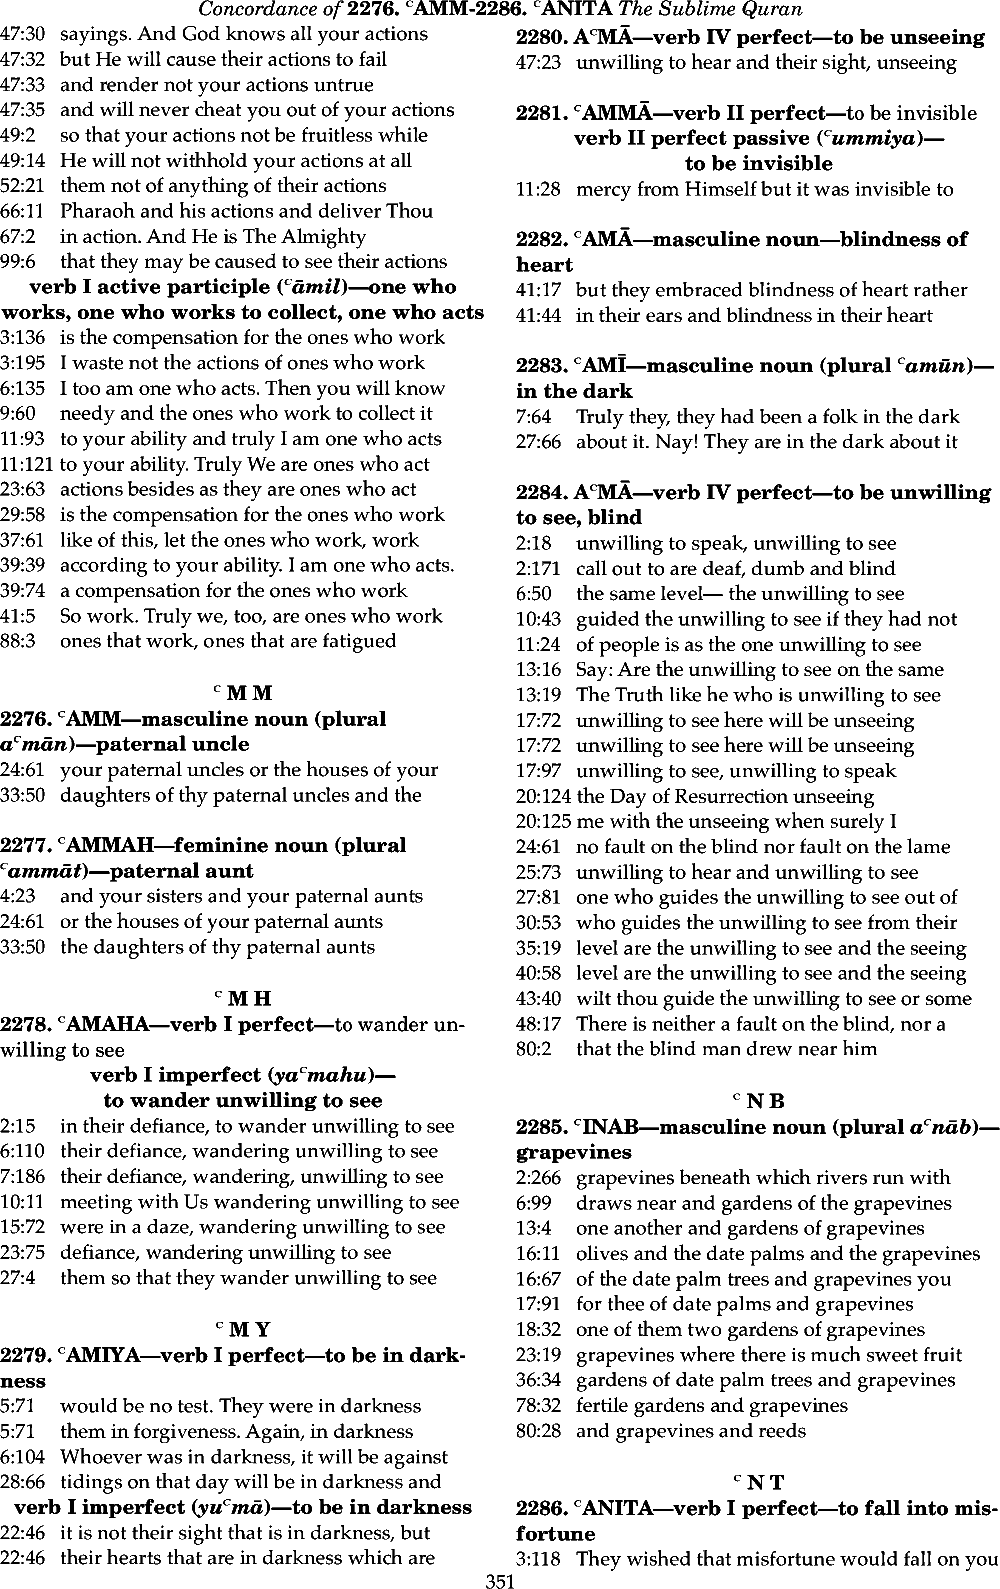 Concordance of 2276. ᶜAMM-2286. ᶜANITA The Sublime Quran
47:30 sayings. And God knows all your actions
47:32 but He will cause their actions to fail
47:33 and render not your actions untrue
47:35 and will never cheat you out of your actions
49:2 so that your actions not be fruitless while
49:14 He will not withhold your actions at all
52:21 them not of anything of their actions
66:11 Pharaoh and his actions and deliver Thou
67:2 in action. And He is The Almighty
99:6 that they may be caused to see their actions
verb I active participle (ᶜāmil)—one who
works, one who works to collect, one who acts
3:136 is the compensation for the ones who work
3:195 I waste not the actions of ones who work
6:135 I too am one who acts. Then you will know
9:60 needy and the ones who work to collect it
11:93 to your ability and truly I am one who acts
11:121 to your ability. Truly We are ones who act
23:63 actions besides as they are ones who act
29:58 is the compensation for the ones who work
37:61 like of this, let the ones who work, work
39:39 according to your ability. I am one who acts.
39:74 a compensation for the ones who work
41:5 So work. Truly we, too, are ones who work
88:3 ones that work, ones that are fatigued
ᶜ M M
2276. ᶜAMM—masculine noun (plural
aᶜmān)—paternal uncle
24:61 your paternal uncles or the houses of your
33:50 daughters of thy paternal uncles and the
2277. ᶜAMMAH—feminine noun (plural
ᶜammāt)—paternal aunt
4:23 and your sisters and your paternal aunts
24:61 or the houses of your paternal aunts
33:50 the daughters of thy paternal aunts
ᶜ M H
2278. ᶜAMAHA—verb I perfect—to wander un-
willing to see
verb I imperfect (yaᶜmahu)—
to wander unwilling to see
2:15 in their defiance, to wander unwilling to see
6:110 their defiance, wandering unwilling to see
7:186 their defiance, wandering, unwilling to see
10:11 meeting with Us wandering unwilling to see
15:72 were in a daze, wandering unwilling to see
23:75 defiance, wandering unwilling to see
27:4 them so that they wander unwilling to see
ᶜ M Y
2279. ᶜAMIYA—verb I perfect—to be in dark-
ness
5:71 would be no test. They were in darkness
5:71 them in forgiveness. Again, in darkness
6:104 Whoever was in darkness, it will be against
28:66 tidings on that day will be in darkness and
verb I imperfect (yuᶜmā)—to be in darkness
22:46 it is not their sight that is in darkness, but
22:46 their hearts that are in darkness which are
2280. AᶜMĀ—verb IV perfect—to be unseeing
47:23 unwilling to hear and their sight, unseeing
2281. ᶜAMMĀ—verb II perfect—to be invisible
verb II perfect passive (ᶜummiya)—
to be invisible
11:28 mercy from Himself but it was invisible to
2282. ᶜAMĀ—masculine noun—blindness of
heart
41:17 but they embraced blindness of heart rather
41:44 in their ears and blindness in their heart
2283. ᶜAMĪ—masculine noun (plural ᶜamūn)—
in the dark
7:64 Truly they, they had been a folk in the dark
27:66 about it. Nay! They are in the dark about it
2284. AᶜMĀ—verb IV perfect—to be unwilling
to see, blind
2:18 unwilling to speak, unwilling to see
2:171 call out to are deaf, dumb and blind
6:50 the same level— the unwilling to see
10:43 guided the unwilling to see if they had not
11:24 of people is as the one unwilling to see
13:16 Say: Are the unwilling to see on the same
13:19 The Truth like he who is unwilling to see
17:72 unwilling to see here will be unseeing
17:72 unwilling to see here will be unseeing
17:97 unwilling to see, unwilling to speak
20:124 the Day of Resurrection unseeing
20:125 me with the unseeing when surely I
24:61 no fault on the blind nor fault on the lame
25:73 unwilling to hear and unwilling to see
27:81 one who guides the unwilling to see out of
30:53 who guides the unwilling to see from their
35:19 level are the unwilling to see and the seeing
40:58 level are the unwilling to see and the seeing
43:40 wilt thou guide the unwilling to see or some
48:17 There is neither a fault on the blind, nor a
80:2 that the blind man drew near him
ᶜ N B
2285. ᶜINAB—masculine noun (plural aᶜnāb)—
grapevines
2:266 grapevines beneath which rivers run with
6:99 draws near and gardens of the grapevines
13:4 one another and gardens of grapevines
16:11 olives and the date palms and the grapevines
16:67 of the date palm trees and grapevines you
17:91 for thee of date palms and grapevines
18:32 one of them two gardens of grapevines
23:19 grapevines where there is much sweet fruit
36:34 gardens of date palm trees and grapevines
78:32 fertile gardens and grapevines
80:28 and grapevines and reeds
ᶜ N T
2286. ᶜANITA—verb I perfect—to fall into mis-
fortune
3:118 They wished that misfortune would fall on you
351